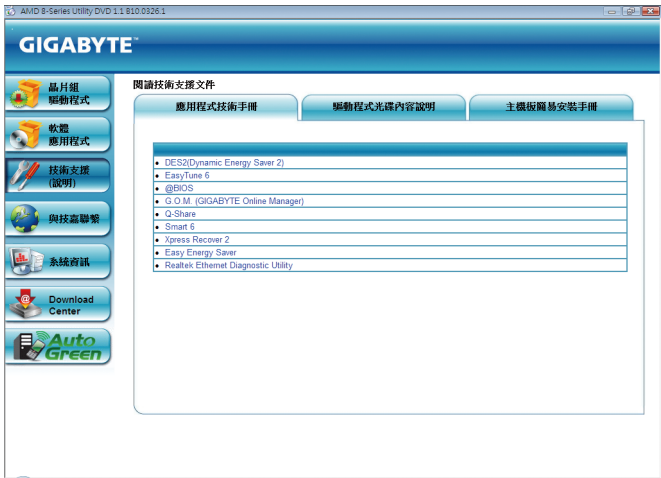 AMD 8-Series Utility DVD 1.1 B10.0326.1
GIGABYTE™
晶片組
驅動程式
軟體
應用程式
技術支援
(說明)
與技嘉聯繫
系統資訊
Download
Center
Auto
Green
閱讀技術支援文件
應用程式技術手冊
驅動程式光碟內容說明
主機板簡易安裝手冊
DES2(Dynamic Energy Saver 2)
EasyTune 6
@BIOS
G.O.M. (GIGABYTE Online Manager)
Q-Share
Smart 6
Xpress Recover 2
Easy Energy Saver
Realtek Ethernet Diagnostic Utility